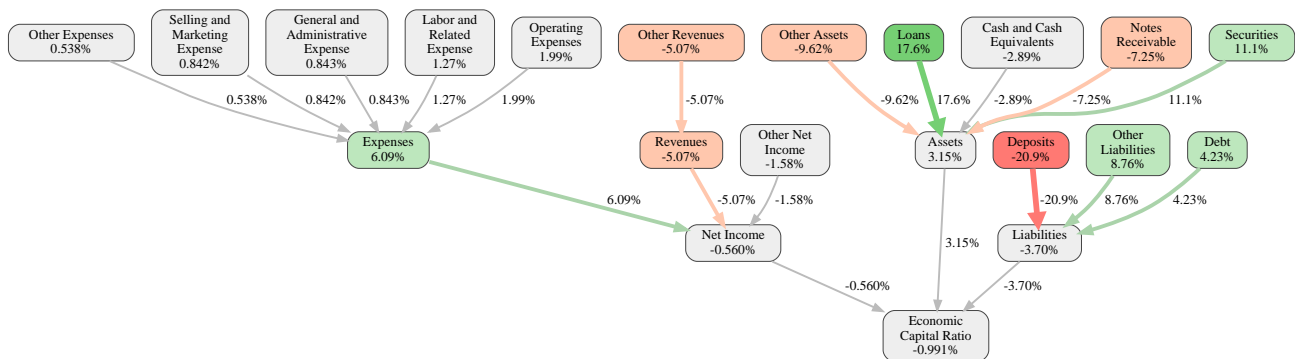 Other Expenses
0.538%
Selling and
Marketing
Expense
0.842%
General and
Administrative
Expense
0.843%
Labor and
Related
Expense
1.27%
Operating
Expenses
1.99%
Other Revenues
-5.07%
Other Assets
-9.62%
Loans
17.6%
Cash and Cash
Equivalents
-2.89%
Notes
Receivable
-7.25%
Securities
11.1%
0.538%
0.842%
0.843%
1.27%
1.99%
-5.07%
-9.62%
17.6%
-2.89%
-7.25%
11.1%
Expenses
6.09%
Revenues
-5.07%
Other Net
Income
-1.58%
Assets
3.15%
Deposits
-20.9%
Other
Liabilities
8.76%
Debt
4.23%
6.09%
-5.07%
-1.58%
3.15%
-20.9%
8.76%
4.23%
Net Income
-0.560%
Liabilities
-3.70%
-0.560%
-3.70%
Economic
Capital Ratio
-0.991%